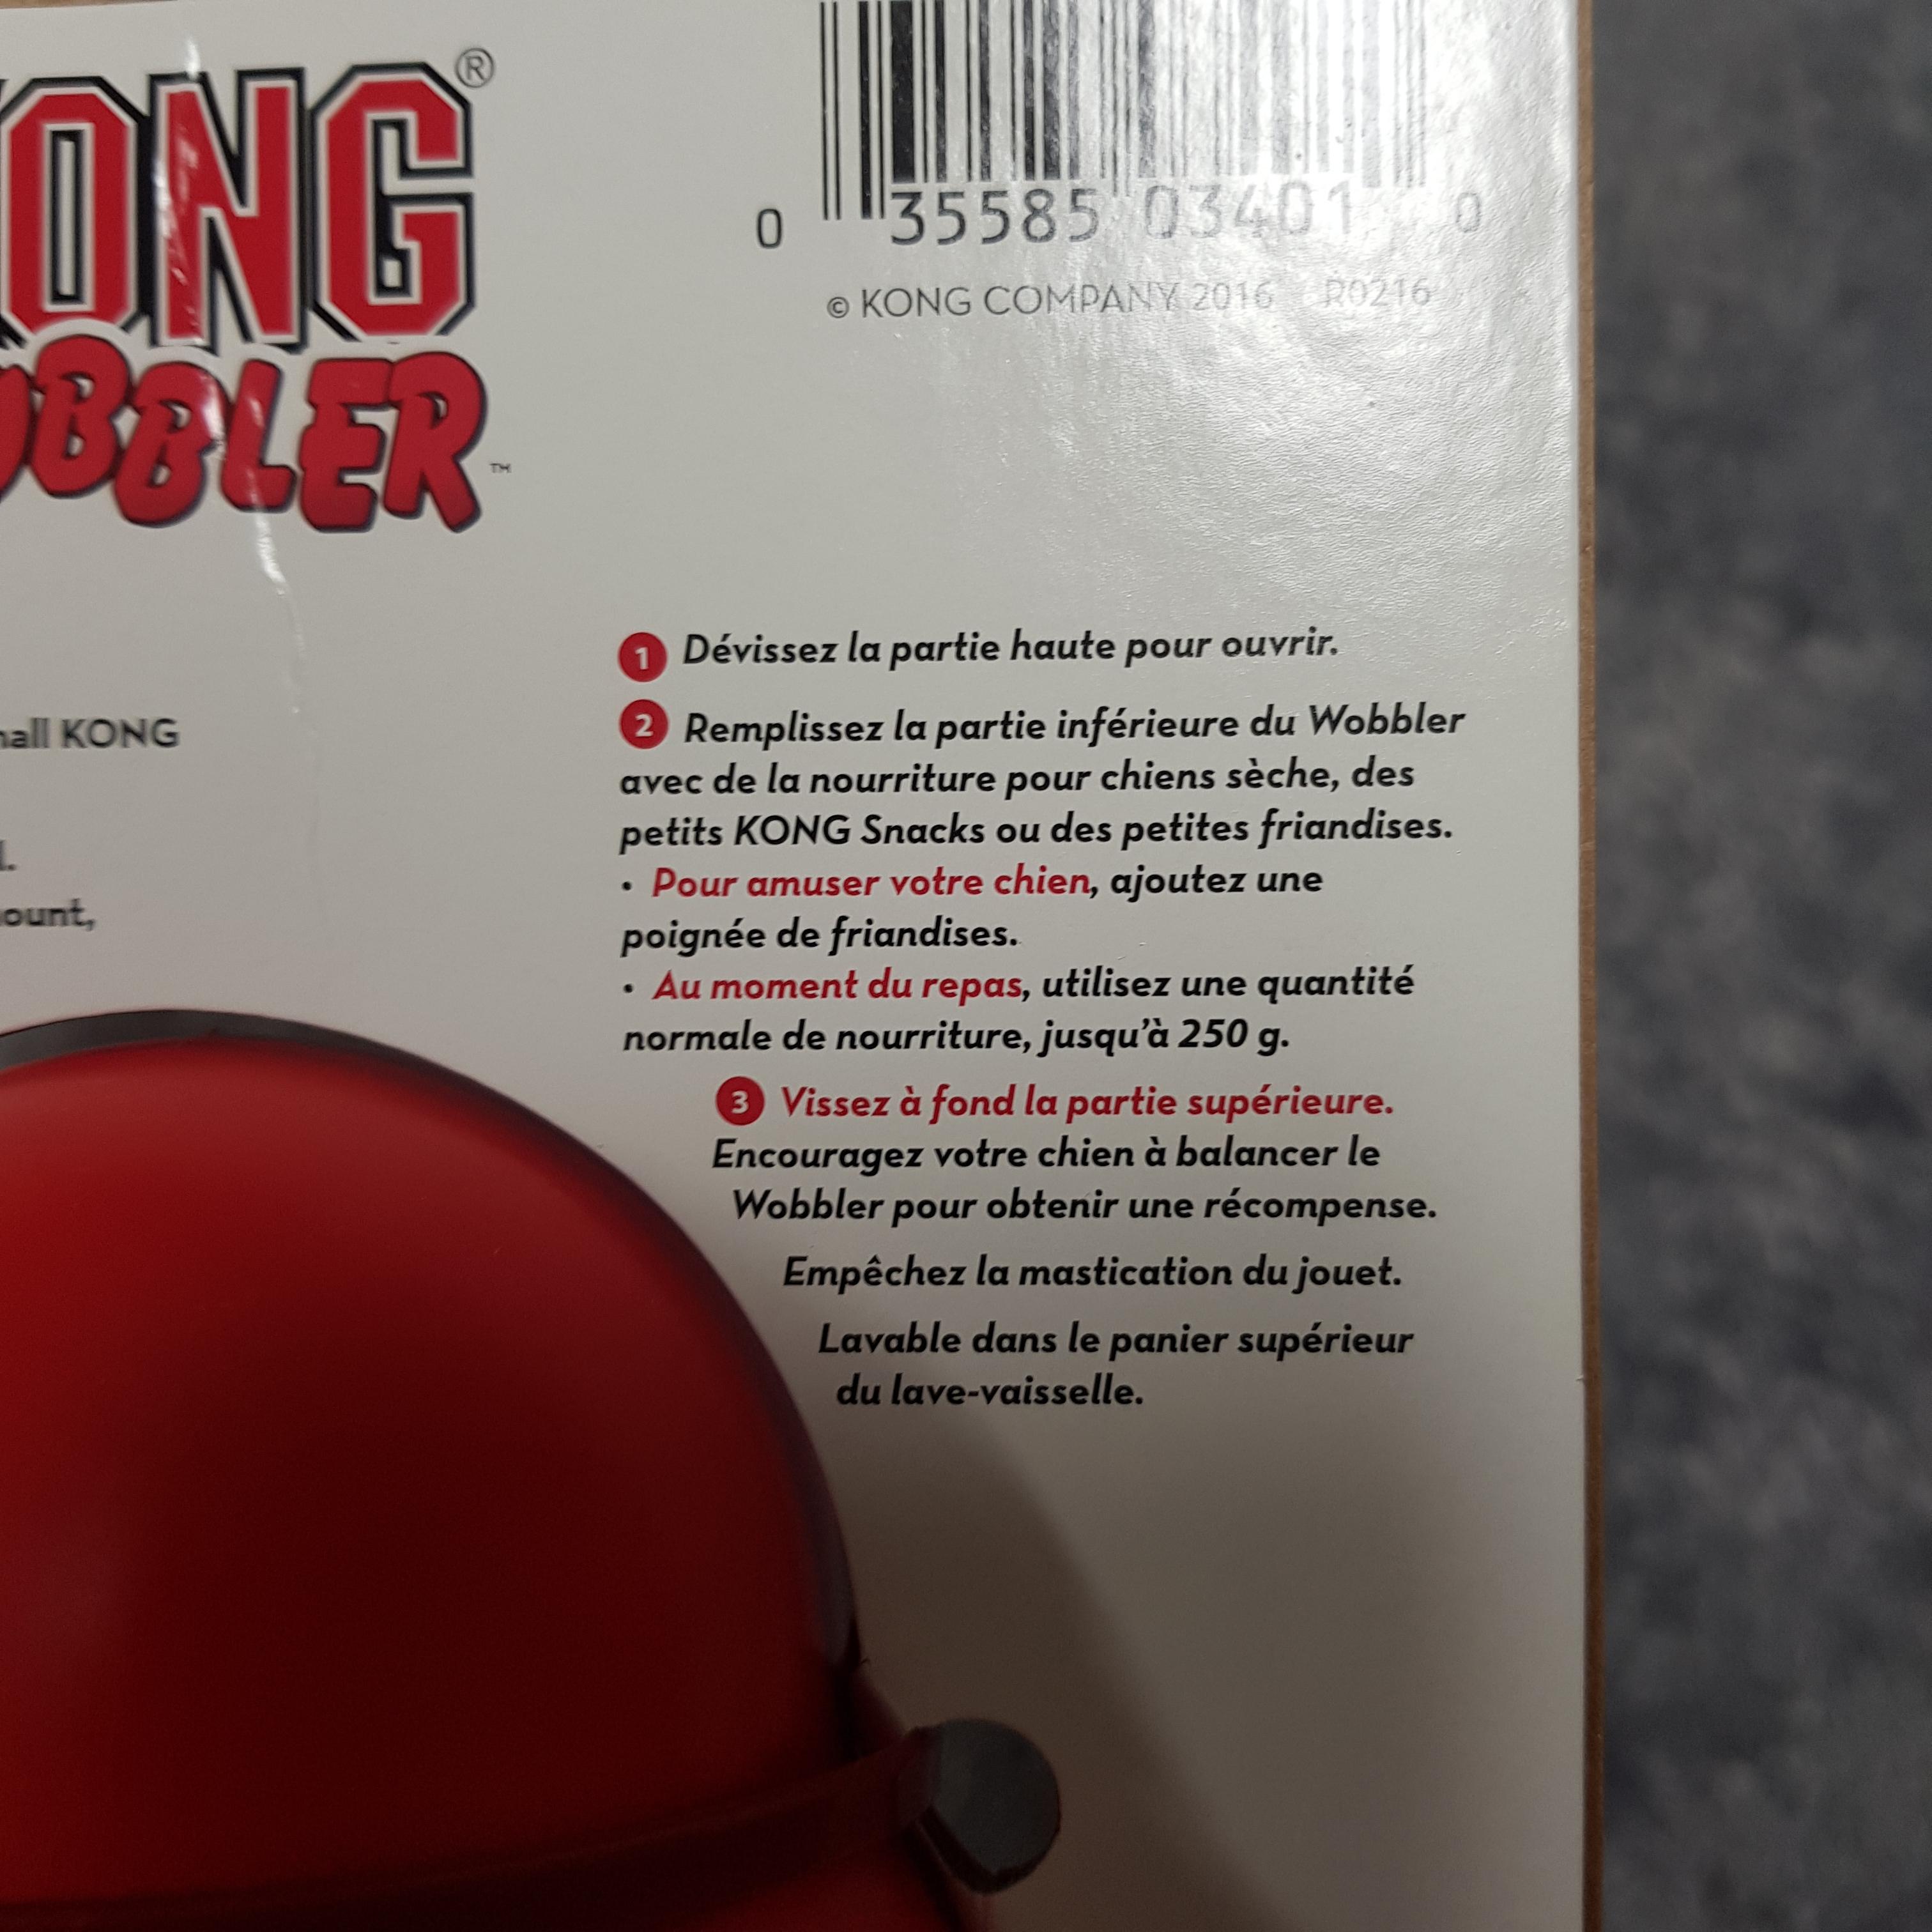 KONG®
WOBBLER™
0 35585 03401 0
© KONG COMPANY 2016 R0216
KONG
1 Dévissez la partie haute pour ouvrir.
2 Remplissez la partie inférieure du Wobbler
avec de la nourriture pour chiens sèche, des
petits KONG Snacks ou des petites friandises.
• Pour amuser votre chien, ajoutez une
poignée de friandises.
• Au moment du repas, utilisez une quantité
normale de nourriture, jusqu'à 250 g.
3 Vissez à fond la partie supérieure.
Encouragez votre chien à balancer le
Wobbler pour obtenir une récompense.
Empêchez la mastication du jouet.
Lavable dans le panier supérieur
du lave-vaisselle.